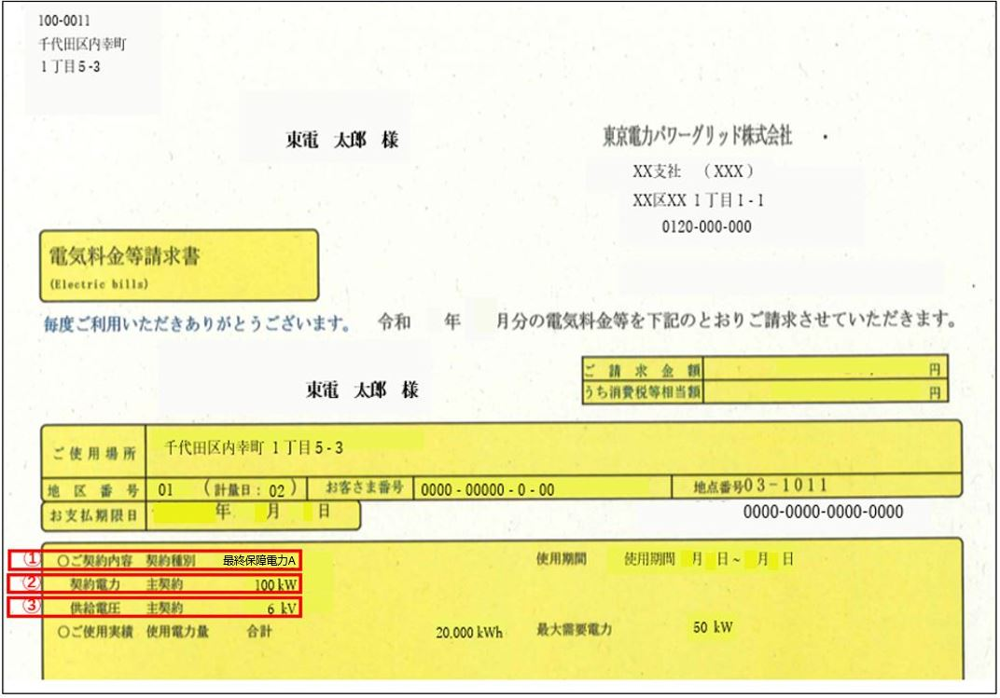 100-0011
千代田区内幸町
1丁目5-3
東電 太郎 様
東京電力パワーグリッド株式会社
XX支社 (XXX)
XX区XX 1丁目1-1
0120-000-000
電気料金等請求書
(Electric bills)
毎度ご利用いただきありがとうございます。 令和 年 月分の電気料金等を下記のとおりご請求させていただきます。
東電 太郎 様
ご請求金額 円
うち消費税等相当額 円
ご使用場所 千代田区内幸町 1丁目5-3
地区番号 01 (計量日: 02) お客さま番号 0000-00000-0-00 地点番号03-1011
お支払期限日 年 月 日 0000-0000-0000-0000
① ○ご契約内容 契約種別 最終保障電力A 使用期間 使用期間 月 日~ 月 日
② 契約電力 主契約 100 kW
③ 供給電圧 主契約 6 kV
○ご使用実績 使用電力量 合計 20,000 kWh 最大需要電力 50 kW